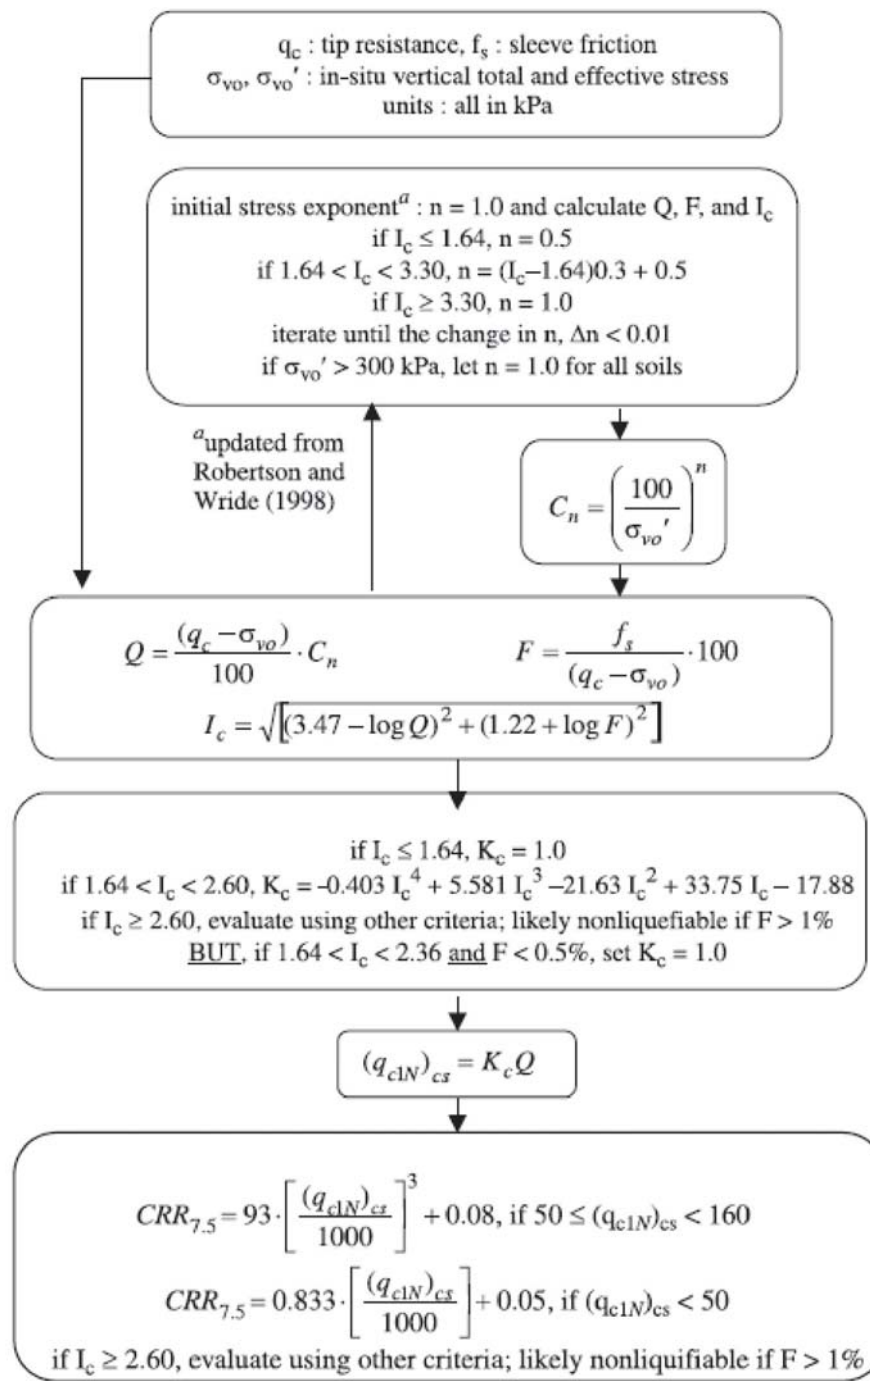 q_c : tip resistance, f_s : sleeve friction
σ_vo, σ_vo′ : in-situ vertical total and effective stress
units : all in kPa
initial stress exponent^a : n = 1.0 and calculate Q, F, and I_c
if I_c ≤ 1.64, n = 0.5
if 1.64 < I_c < 3.30, n = (I_c–1.64)0.3 + 0.5
if I_c ≥ 3.30, n = 1.0
iterate until the change in n, Δn < 0.01
if σ_vo′ > 300 kPa, let n = 1.0 for all soils
^a updated from
Robertson and
Wride (1998)
C_n = (100 / σ_vo′)^n
Q = (q_c – σ_vo) / 100 · C_n
F = f_s / (q_c – σ_vo) · 100
I_c = √[(3.47 – log Q)^2 + (1.22 + log F)^2]
if I_c ≤ 1.64, K_c = 1.0
if 1.64 < I_c < 2.60, K_c = –0.403 I_c^4 + 5.581 I_c^3 –21.63 I_c^2 + 33.75 I_c – 17.88
if I_c ≥ 2.60, evaluate using other criteria; likely nonliquefiable if F > 1%
BUT, if 1.64 < I_c < 2.36 and F < 0.5%, set K_c = 1.0
(q_c1N)_cs = K_c Q
CRR_7.5 = 93 · [(q_c1N)_cs / 1000]^3 + 0.08, if 50 ≤ (q_c1N)_cs < 160
CRR_7.5 = 0.833 · [(q_c1N)_cs / 1000] + 0.05, if (q_c1N)_cs < 50
if I_c ≥ 2.60, evaluate using other criteria; likely nonliquifiable if F > 1%